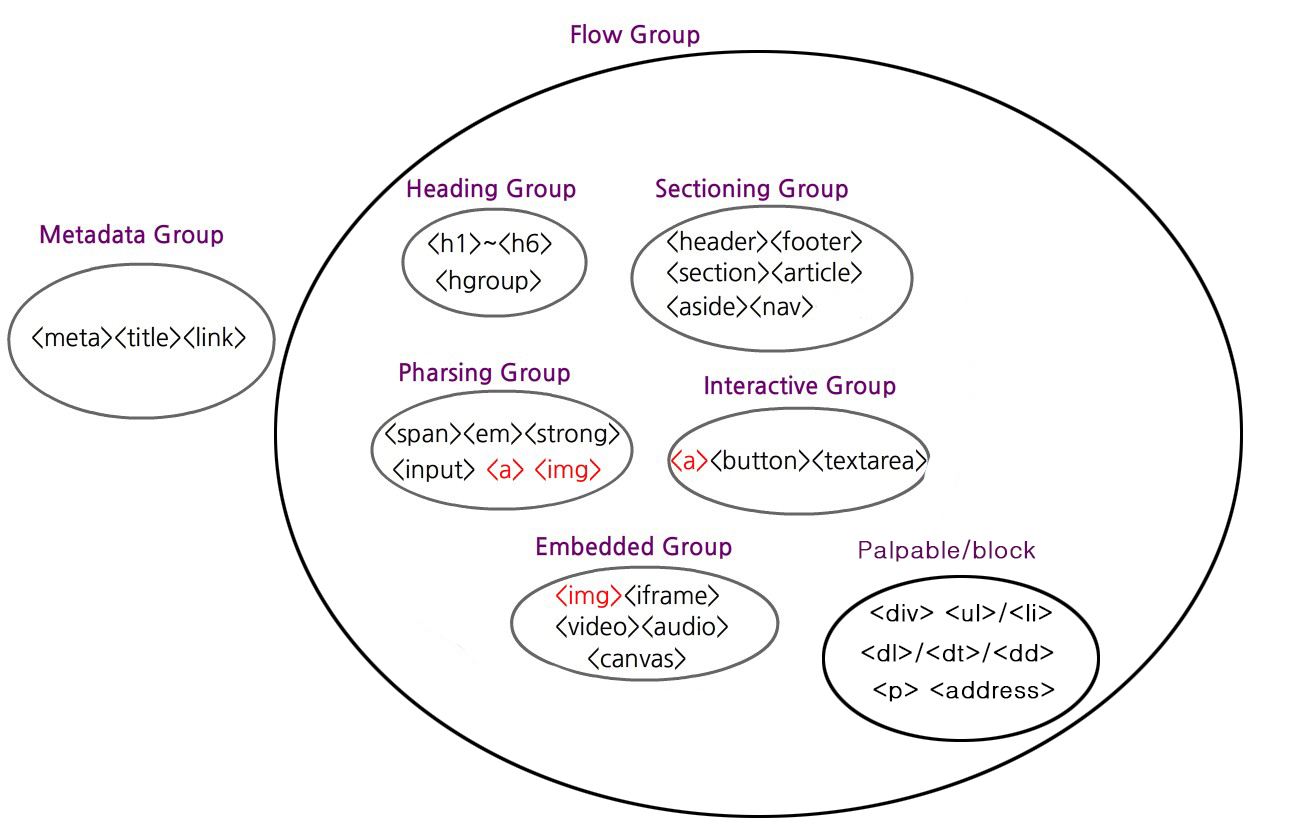 Flow Group
Heading Group
<h1>~<h6>
<hgroup>
Sectioning Group
<header><footer>
<section><article>
<aside><nav>
Metadata Group
<meta><title><link>
Pharsing Group
<span><em><strong>
<input> <a> <img>
Interactive Group
<a><button><textarea>
Embedded Group
<img><iframe>
<video><audio>
<canvas>
Palpable/block
<div> <ul>/<li>
<dl>/<dt>/<dd>
<p> <address>